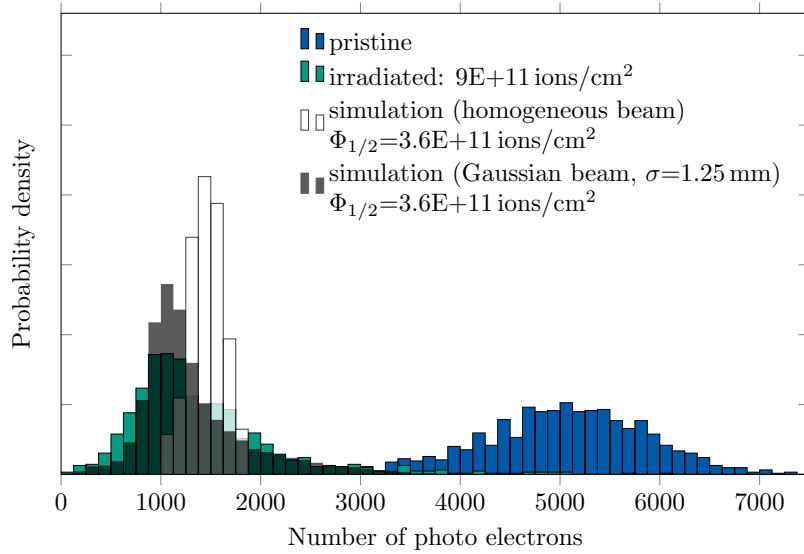 pristine
irradiated: 9E+11 ions/cm²
simulation (homogeneous beam)
Φ₁/₂=3.6E+11 ions/cm²
simulation (Gaussian beam, σ=1.25 mm)
Φ₁/₂=3.6E+11 ions/cm²
Probability density
0 1000 2000 3000 4000 5000 6000 7000
Number of photo electrons